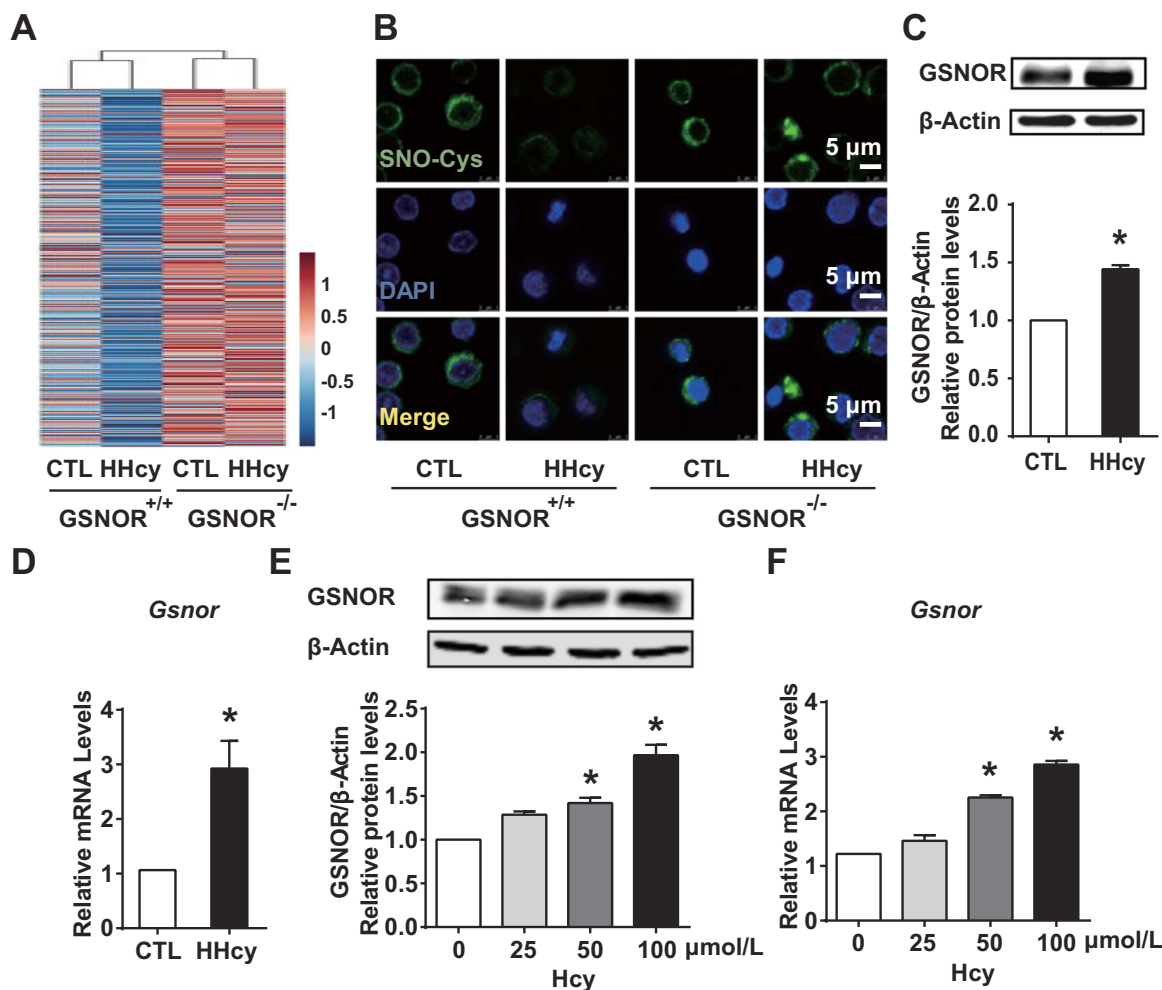 A
1
0.5
0
-0.5
-1
CTL HHcy CTL HHcy
GSNOR+/+ GSNOR-/-
B
SNO-Cys
5 µm
DAPI
5 µm
Merge
5 µm
CTL HHcy CTL HHcy
GSNOR+/+ GSNOR-/-
C
GSNOR
β-Actin
GSNOR/β-Actin
Relative protein levels
2.0
1.5
1.0
0.5
0.0
*
CTL HHcy
D
Gsnor
Relative mRNA Levels
4
3
2
1
0
*
CTL HHcy
E
GSNOR
β-Actin
GSNOR/β-Actin
Relative protein levels
2.5
2.0
1.5
1.0
0.5
0.0
* *
0 25 50 100 µmol/L
Hcy
F
Gsnor
Relative mRNA Levels
4
3
2
1
0
* *
0 25 50 100 µmol/L
Hcy